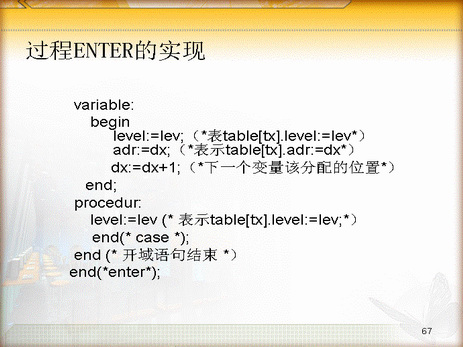 过程ENTER的实现
variable:
begin
level:=lev;（*表table[tx].level:=lev*）
adr:=dx;（*表示table[tx].adr:=dx*）
dx:=dx+1;（*下一个变量该分配的位置*）
end;
procedur:
level:=lev (* 表示table[tx].level:=lev;*）
end(* case *);
end (* 开域语句结束 *）
end(*enter*);
67